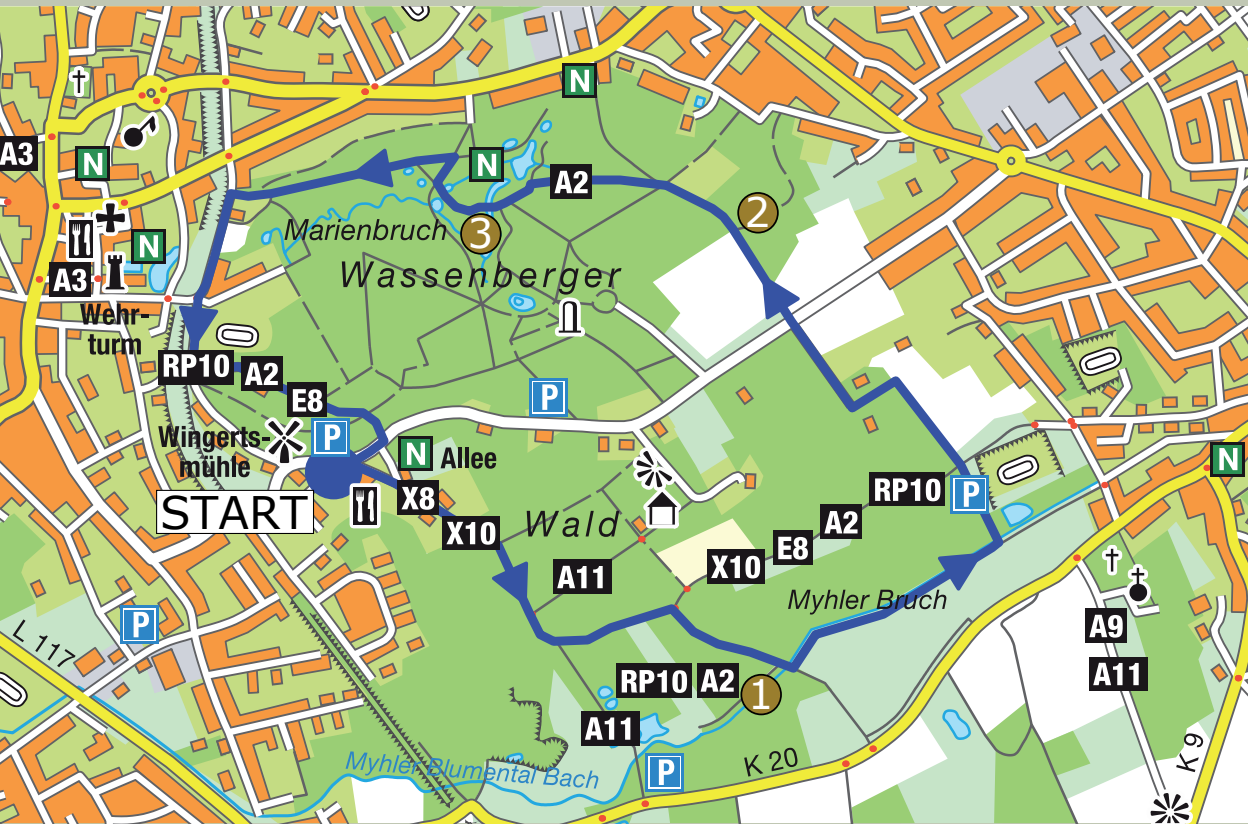 N
A3
N
N
A2
2
Marienbruch
3
N
Wassenberger
A3
Wehr-
turm
RP10
A2
E8
P
P
Wingerts-
mühle
N
Allee
START
X8
RP10
P
N
X10
Wald
A2
E8
X10
A11
Myhler Bruch
P
L 117
A9
A11
RP10
A2
1
A11
Myhler Blumental Bach
P
K 20
K 9